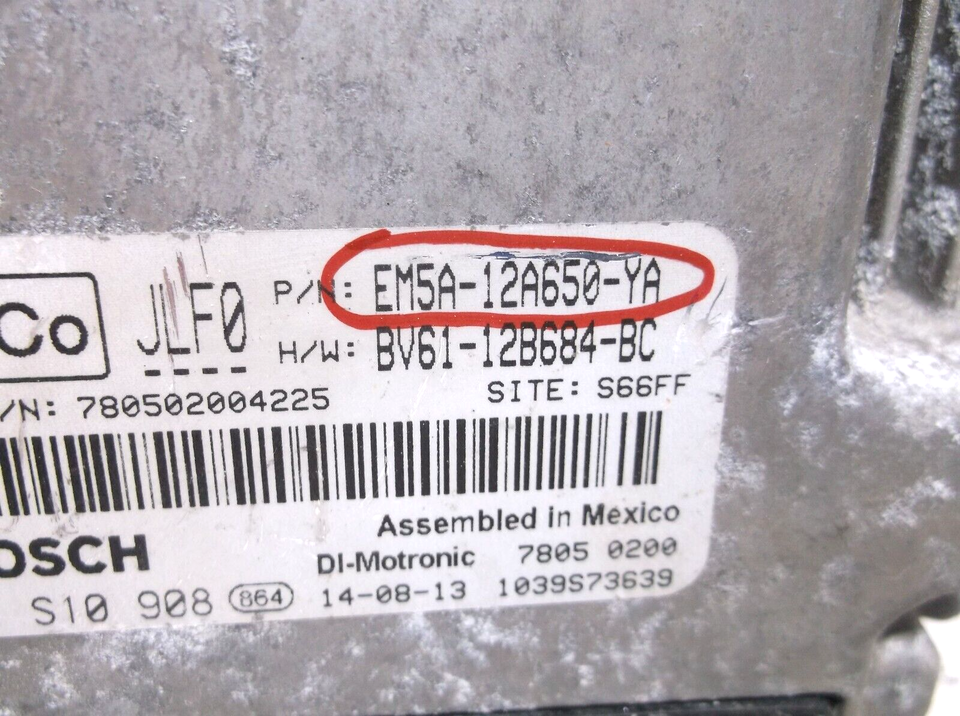 P/N: EM5A-12A650-YA
Co JLF0
H/W: BV61-12B684-BC
/N: 780502004225 SITE: S66FF
Assembled in Mexico
OSCH DI-Motronic 7805 0200
S10 908 864 14-08-13 1039S73639